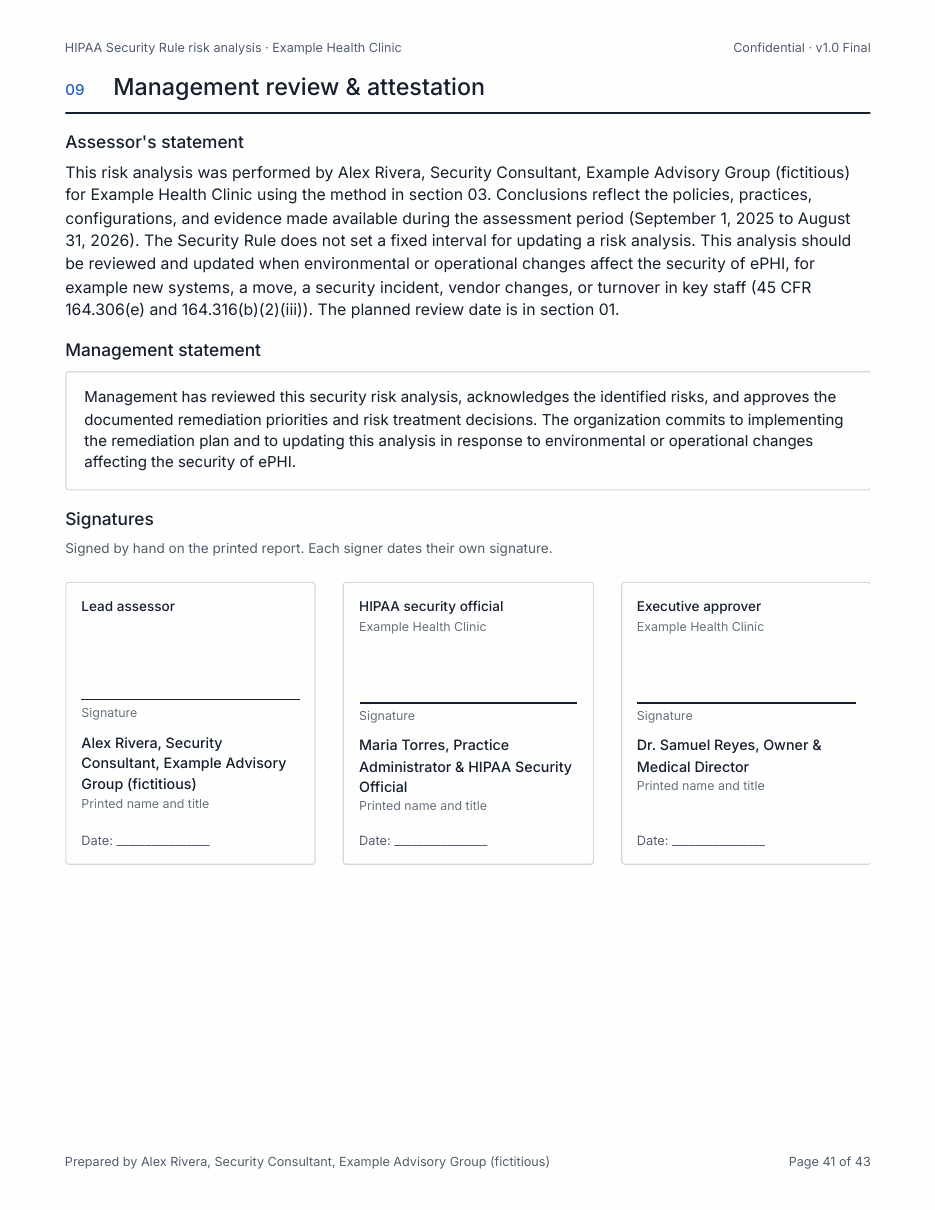 HIPAA Security Rule risk analysis · Example Health Clinic
Confidential · v1.0 Final
09 Management review & attestation
Assessor's statement
This risk analysis was performed by Alex Rivera, Security Consultant, Example Advisory Group (fictitious)
for Example Health Clinic using the method in section 03. Conclusions reflect the policies, practices,
configurations, and evidence made available during the assessment period (September 1, 2025 to August
31, 2026). The Security Rule does not set a fixed interval for updating a risk analysis. This analysis should
be reviewed and updated when environmental or operational changes affect the security of ePHI, for
example new systems, a move, a security incident, vendor changes, or turnover in key staff (45 CFR
164.306(e) and 164.316(b)(2)(iii)). The planned review date is in section 01.
Management statement
Management has reviewed this security risk analysis, acknowledges the identified risks, and approves the
documented remediation priorities and risk treatment decisions. The organization commits to implementing
the remediation plan and to updating this analysis in response to environmental or operational changes
affecting the security of ePHI.
Signatures
Signed by hand on the printed report. Each signer dates their own signature.
Lead assessor
Signature
Alex Rivera, Security
Consultant, Example Advisory
Group (fictitious)
Printed name and title
Date: _______________
HIPAA security official
Example Health Clinic
Signature
Maria Torres, Practice
Administrator & HIPAA Security
Official
Printed name and title
Date: _______________
Executive approver
Example Health Clinic
Signature
Dr. Samuel Reyes, Owner &
Medical Director
Printed name and title
Date: _______________
Prepared by Alex Rivera, Security Consultant, Example Advisory Group (fictitious)
Page 41 of 43